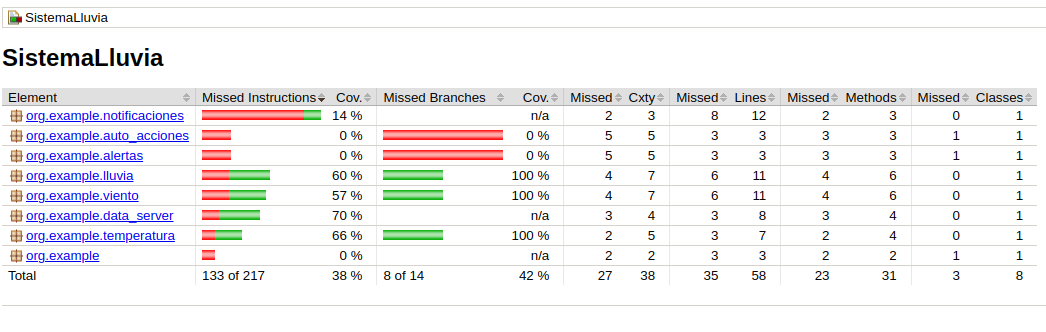 SistemaLluvia
SistemaLluvia
Element Missed Instructions Cov. Missed Branches Cov. Missed Cxty Missed Lines Missed Methods Missed Classes
org.example.notificaciones 14 % n/a 2 3 8 12 2 3 0 1
org.example.auto_acciones 0 % 0 % 5 5 3 3 3 3 1 1
org.example.alertas 0 % 0 % 5 5 3 3 3 3 1 1
org.example.lluvia 60 % 100 % 4 7 6 11 4 6 0 1
org.example.viento 57 % 100 % 4 7 6 11 4 6 0 1
org.example.data_server 70 % n/a 3 4 3 8 3 4 0 1
org.example.temperatura 66 % 100 % 2 5 3 7 2 4 0 1
org.example 0 % n/a 2 2 3 3 2 2 1 1
Total 133 of 217 38 % 8 of 14 42 % 27 38 35 58 23 31 3 8